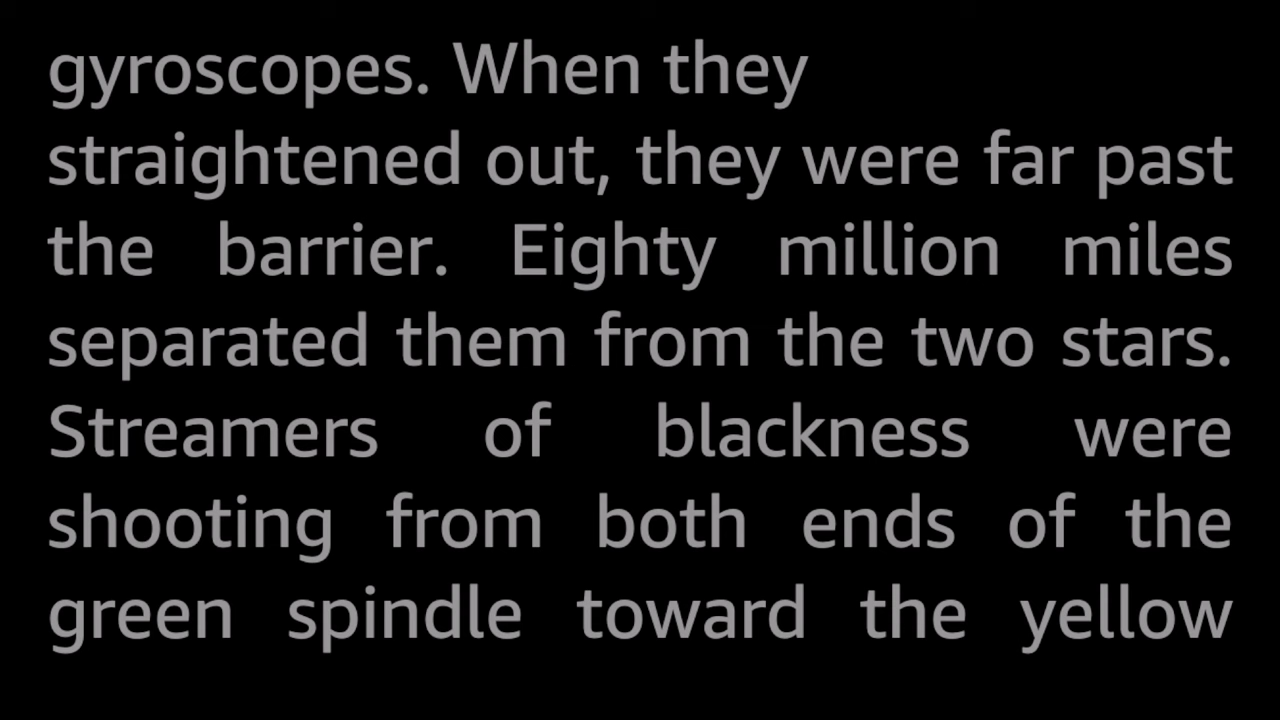 gyroscopes. When they
straightened out, they were far past
the barrier. Eighty million miles
separated them from the two stars.
Streamers of blackness were
shooting from both ends of the
green spindle toward the yellow